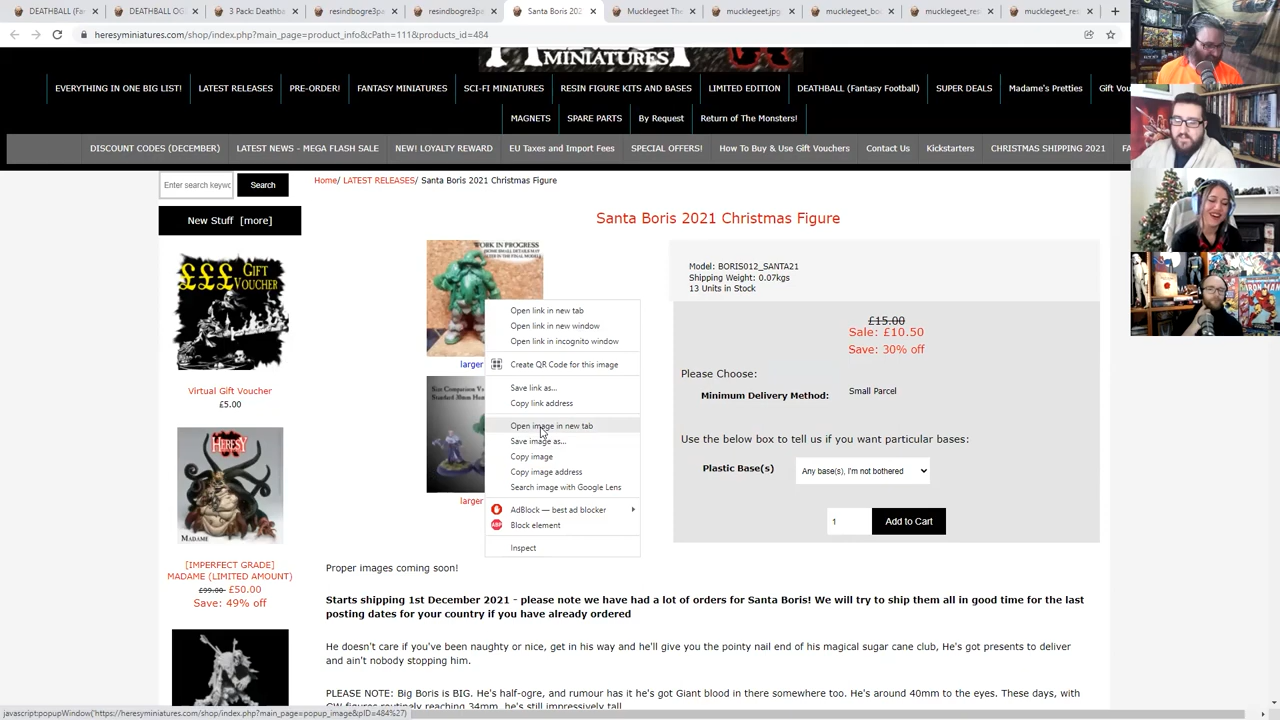 DEATHBALL (Fan
DEATHBALL OG
3 Pack: Deathba
resindbogre3pe
resindbogre3pe
Santa Boris 202
Mucklegeet The
mucklegeet.jpg
mucklegeet_bo
mucklegeet_res
mucklegeet_res
heresyminiatures.com/shop/index.php?main_page=product_info&cPath=111&products_id=484
MINIATURES
EVERYTHING IN ONE BIG LIST!
LATEST RELEASES
PRE-ORDER!
FANTASY MINIATURES
SCI-FI MINIATURES
RESIN FIGURE KITS AND BASES
LIMITED EDITION
DEATHBALL (Fantasy Football)
SUPER DEALS
Madame's Pretties
Gift Vou
MAGNETS
SPARE PARTS
By Request
Return of The Monsters!
DISCOUNT CODES (DECEMBER)
LATEST NEWS - MEGA FLASH SALE
NEW! LOYALTY REWARD
EU Taxes and Import Fees
SPECIAL OFFERS!
How To Buy & Use Gift Vouchers
Contact Us
Kickstarters
CHRISTMAS SHIPPING 2021
FA
Enter search keywo
Search
Home/ LATEST RELEASES/ Santa Boris 2021 Christmas Figure
New Stuff [more]
£££ GIFT
VOUCHER
Virtual Gift Voucher
£5.00
HERESY
MADAME
[IMPERFECT GRADE]
MADAME (LIMITED AMOUNT)
£99.00 £50.00
Save: 49% off
Santa Boris 2021 Christmas Figure
WORK IN PROGRESS
larger
Size Comparison Vs
larger
Open link in new tab
Open link in new window
Open link in incognito window
Create QR Code for this image
Save link as...
Copy link address
Open image in new tab
Save image as...
Copy image
Copy image address
Search image with Google Lens
AdBlock — best ad blocker
ABP
Block element
Inspect
Model: BORIS012_SANTA21
Shipping Weight: 0.07kgs
13 Units in Stock
£15.00
Sale: £10.50
Save: 30% off
Please Choose:
Minimum Delivery Method:
Small Parcel
Use the below box to tell us if you want particular bases:
Plastic Base(s)
Any base(s), I'm not bothered
1
Add to Cart
Proper images coming soon!
Starts shipping 1st December 2021 - please note we have had a lot of orders for Santa Boris! We will try to ship them all in good time for the last
posting dates for your country if you have already ordered
He doesn't care if you've been naughty or nice, get in his way and he'll give you the pointy nail end of his magical sugar cane club, He's got presents to deliver
and ain't nobody stopping him.
PLEASE NOTE: Big Boris is BIG. He's half-ogre, and rumour has it he's got Giant blood in there somewhere too. He's around 40mm to the eyes. These days, with
GW figures routinely reaching 34mm, he's still impressively tall
javascript:popupWindow('https://heresyminiatures.com/shop/index.php?main_page=popup_image&pID=484%27)
IRON MAN